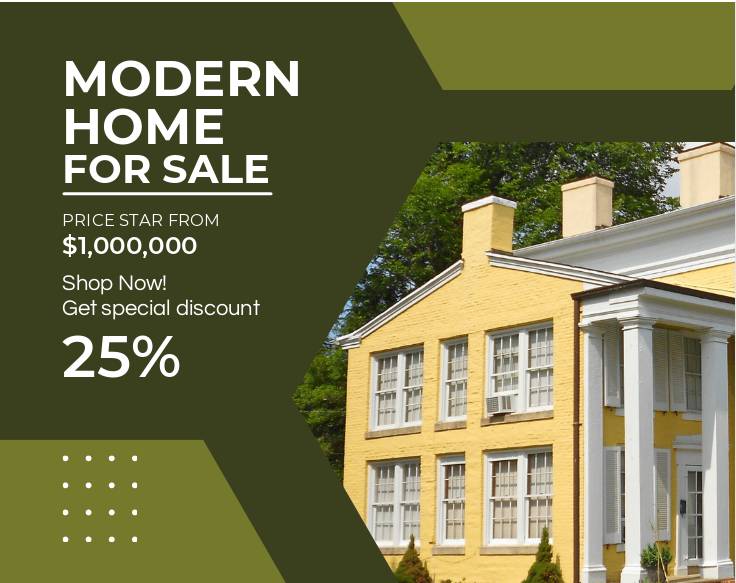 MODERN
HOME
FOR SALE
PRICE STAR FROM
$1,000,000
Shop Now!
Get special discount
25%